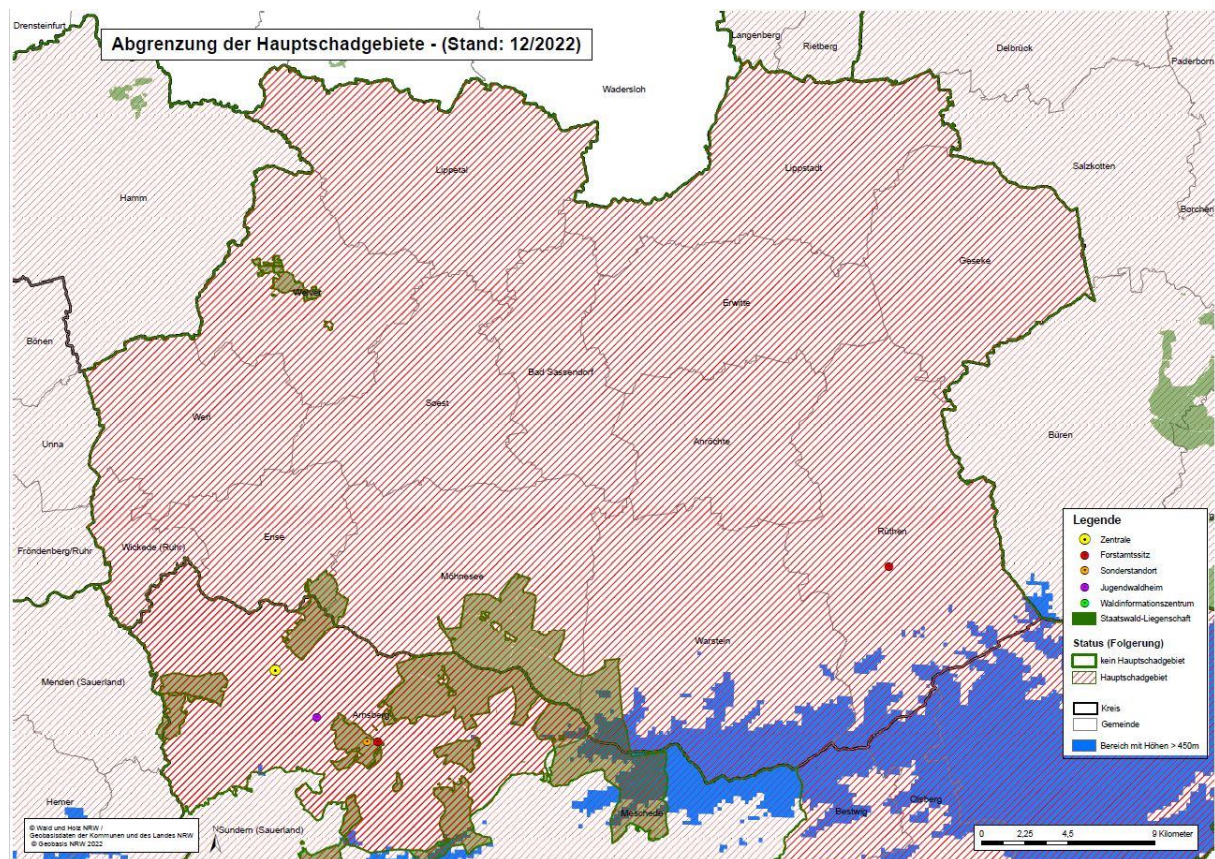 Drensteinfurt
Abgrenzung der Hauptschadgebiete - (Stand: 12/2022)
Langenberg
Rietberg
Delbrück
Paderborn
Wadersloh
Lippetal
Lippstadt
Salzkotten
Hamm
Borchen
Geseke
Welver
Erwitte
Bönen
Bad Sassendorf
Soest
Werl
Unna
Anröchte
Büren
Rüthen
Ense
Wickede (Ruhr)
Fröndenberg/Ruhr
Möhnesee
Warstein
Menden (Sauerland)
Arnsberg
Hemer
Meschede
Bestwig
Olsberg
Sundern (Sauerland)
Legende
Zentrale
Forstamtssitz
Sonderstandort
Jugendwaldheim
Waldinformationszentrum
Staatswald-Liegenschaft
Status (Folgerung)
kein Hauptschadgebiet
Hauptschadgebiet
Kreis
Gemeinde
Bereich mit Höhen > 450m
© Wald und Holz NRW /
Geobasisdaten der Kommunen und des Landes NRW
© Geobasis NRW 2022
N
0 2,25 4,5 9 Kilometer